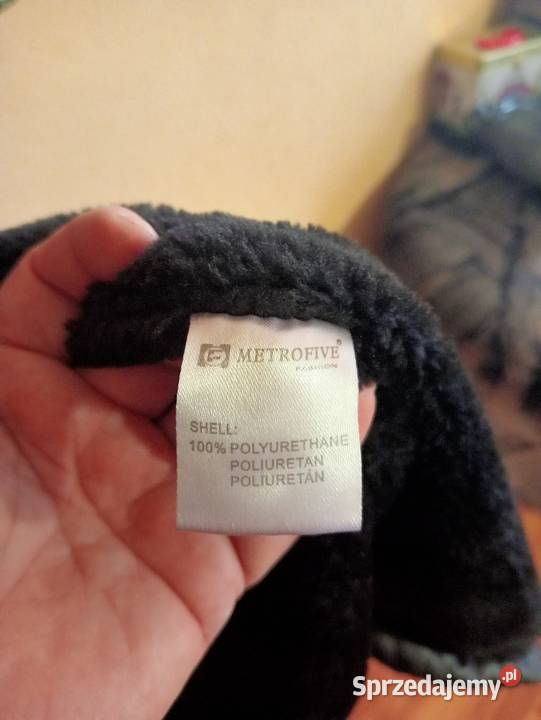 METROFIVE®
FASHION
SHELL:
100% POLYURETHANE
POLIURETAN
POLIURETÁN
Sprzedajemy.pl